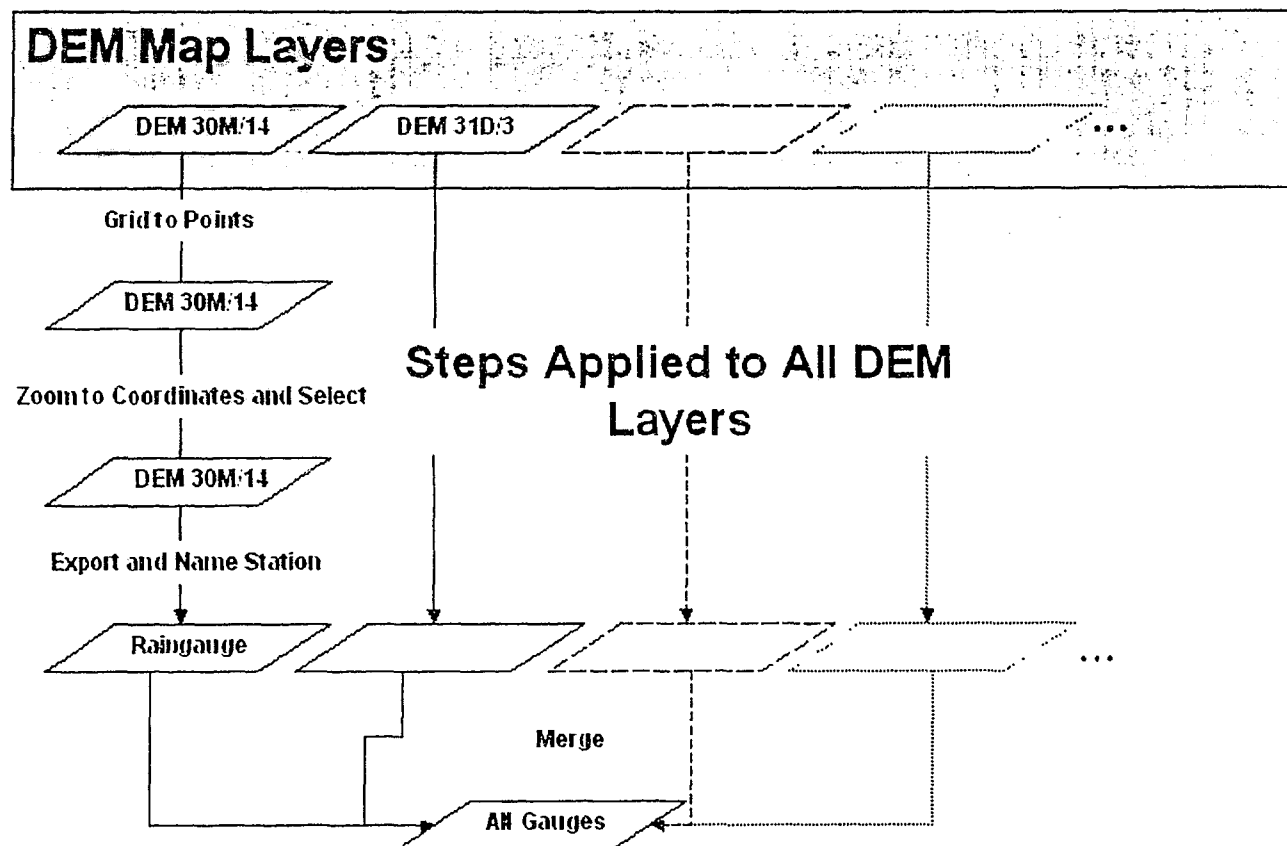 DEM Map Layers
DEM 30M/14
DEM 31D/3
...
Grid to Points
DEM 30M/14
Zoom to Coordinates and Select
Steps Applied to All DEM
Layers
DEM 30M/14
Export and Name Station
Raingauge
...
Merge
All Gauges